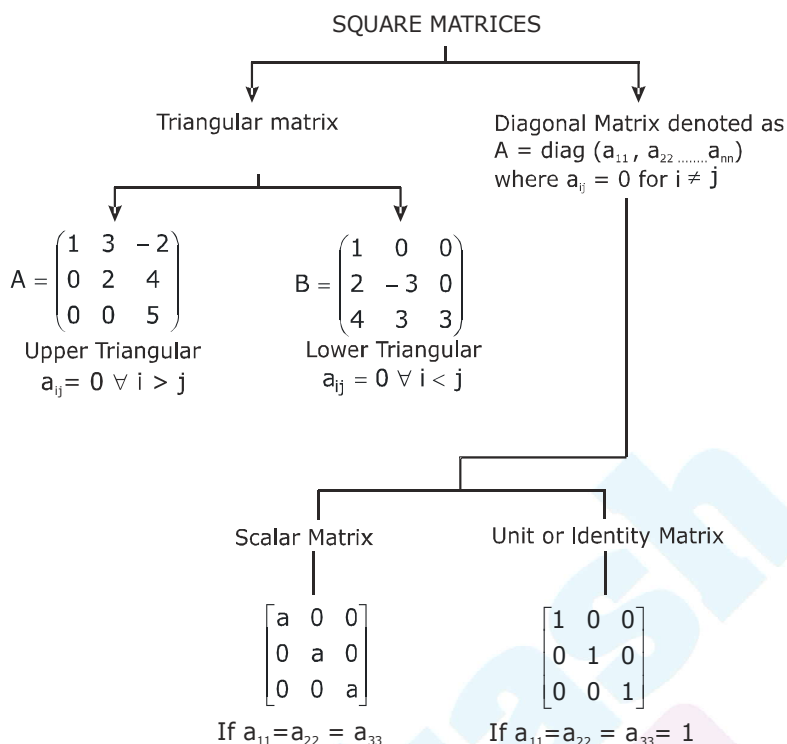 SQUARE MATRICES
Triangular matrix
Diagonal Matrix denoted as
A = diag (a₁₁, a₂₂ ........ aₙₙ)
where aᵢⱼ = 0 for i ≠ j
A = (1 3 −2
0 2 4
0 0 5)
Upper Triangular
aᵢⱼ = 0 ∀ i > j
B = (1 0 0
2 −3 0
4 3 3)
Lower Triangular
aᵢⱼ = 0 ∀ i < j
Scalar Matrix
[a 0 0
0 a 0
0 0 a]
If a₁₁=a₂₂ = a₃₃
Unit or Identity Matrix
[1 0 0
0 1 0
0 0 1]
If a₁₁=a₂₂ = a₃₃= 1